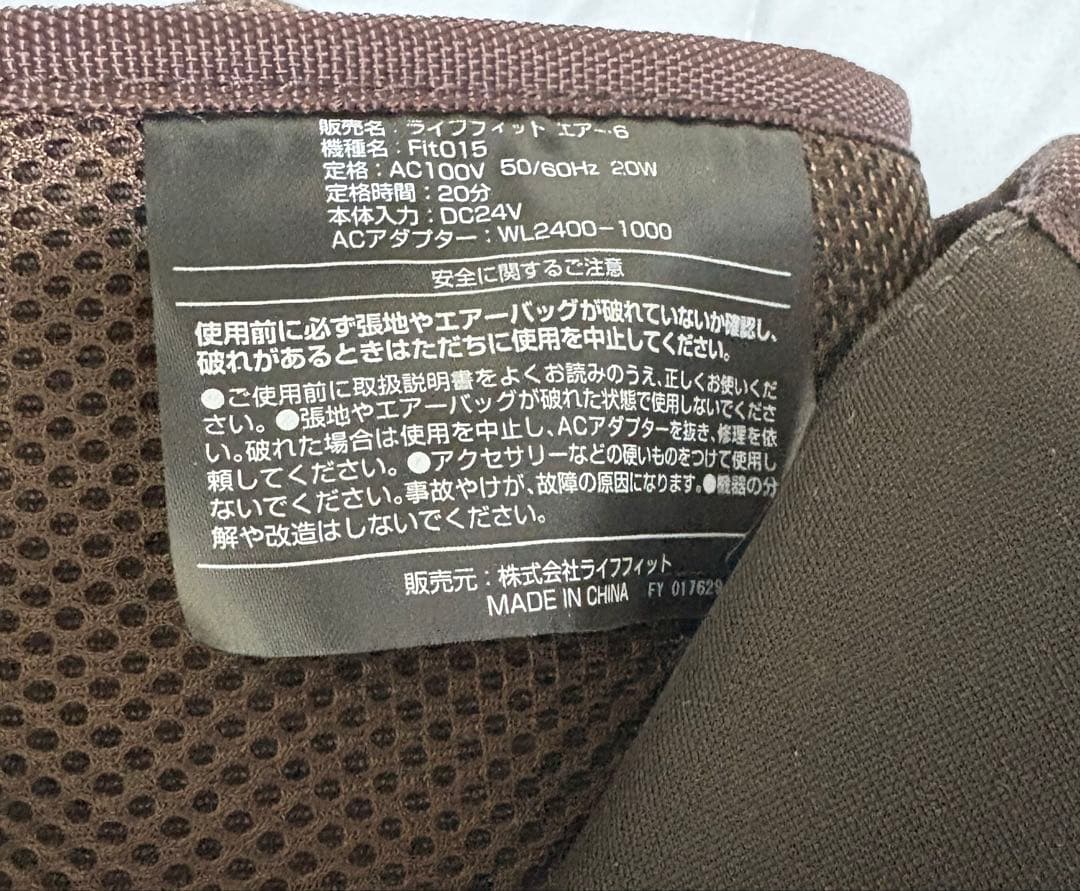 販売名：ライフフィット エアー6
機種名：Fit015
定格：AC100V 50/60Hz 20W
定格時間：20分
本体入力：DC24V
ACアダプター：WL2400-1000
安全に関するご注意
使用前に必ず張地やエアーバッグが破れていないか確認し、
破れがあるときはただちに使用を中止してください。
●ご使用前に取扱説明書をよくお読みのうえ、正しくお使いくだ
さい。●張地やエアーバッグが破れた状態で使用しないでくださ
い。破れた場合は使用を中止し、ACアダプターを抜き、修理を依
頼してください。●アクセサリーなどの硬いものをつけて使用し
ないでください。事故やけが、故障の原因になります。●機器の分
解や改造はしないでください。
販売元：株式会社ライフフィット
MADE IN CHINA FY 017629